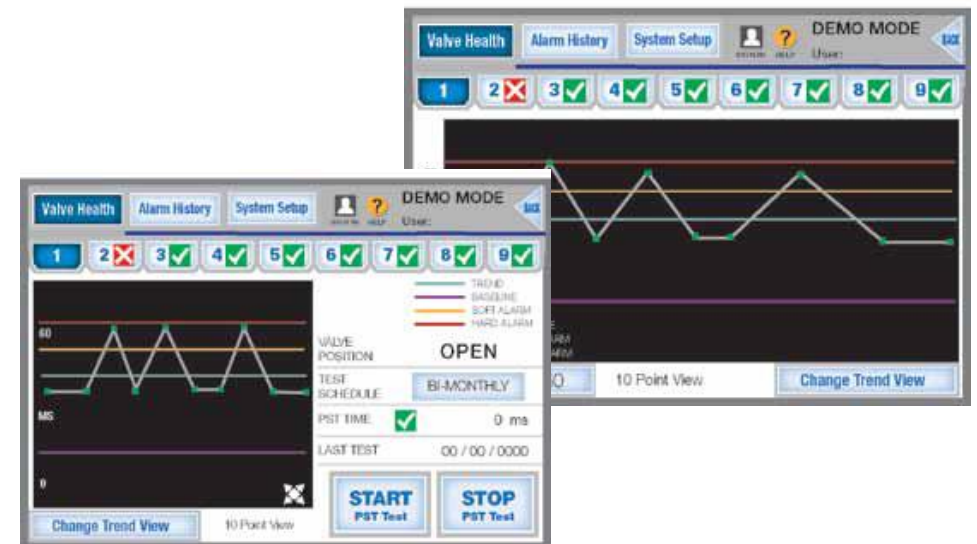 Valve Health Alarm History System Setup HELP DEMO MODE BACK
User:
1 2 3 4 5 6 7 8 9
10 Point View Change Trend View
Valve Health Alarm History System Setup HELP DEMO MODE BACK
User:
1 2 3 4 5 6 7 8 9
TREND
BASELINE
SOFT ALARM
HARD ALARM
60
MS
0
VALVE
POSITION OPEN
TEST
SCHEDULE BI-MONTHLY
PST TIME 0 ms
LAST TEST 00 / 00 / 0000
START
PST Test
STOP
PST Test
Change Trend View 10 Point View